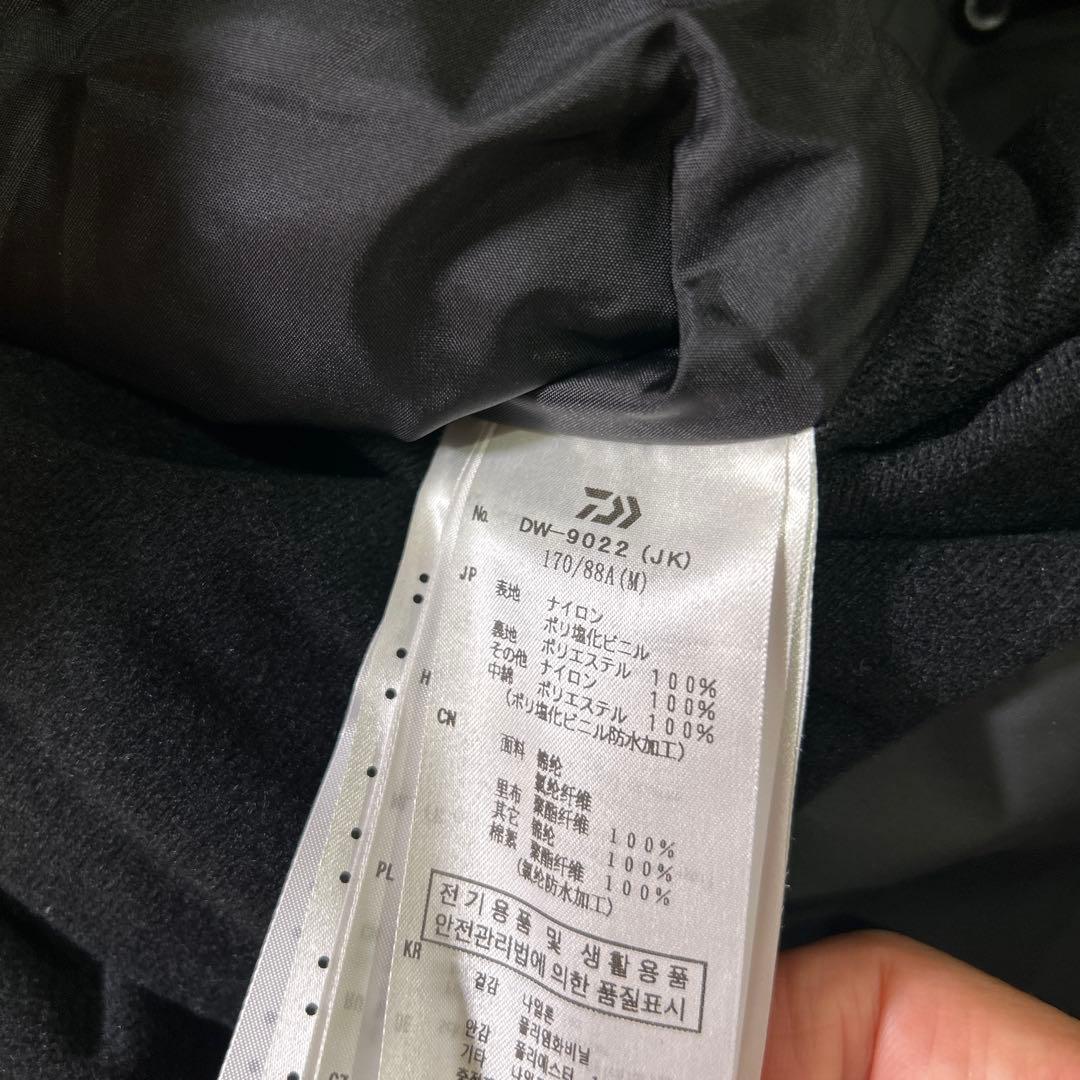 No. DW-9022 (JK)
170/88A(M)
JP 表地 ナイロン
ポリ塩化ビニル
裏地 ポリエステル 100%
その他 ナイロン 100%
中綿 ポリエステル 100%
(ポリ塩化ビニル防水加工)
H
CN
面料 锦纶
氯纶纤维
里布 聚酯纤维 100%
其它 锦纶 100%
棉絮 聚酯纤维 100%
(氯纶防水加工)
PL
전기용품 및 생활용품
안전관리법에 의한 품질표시
KR
겉감 나일론
폴리염화비닐
안감 폴리에스터
기타